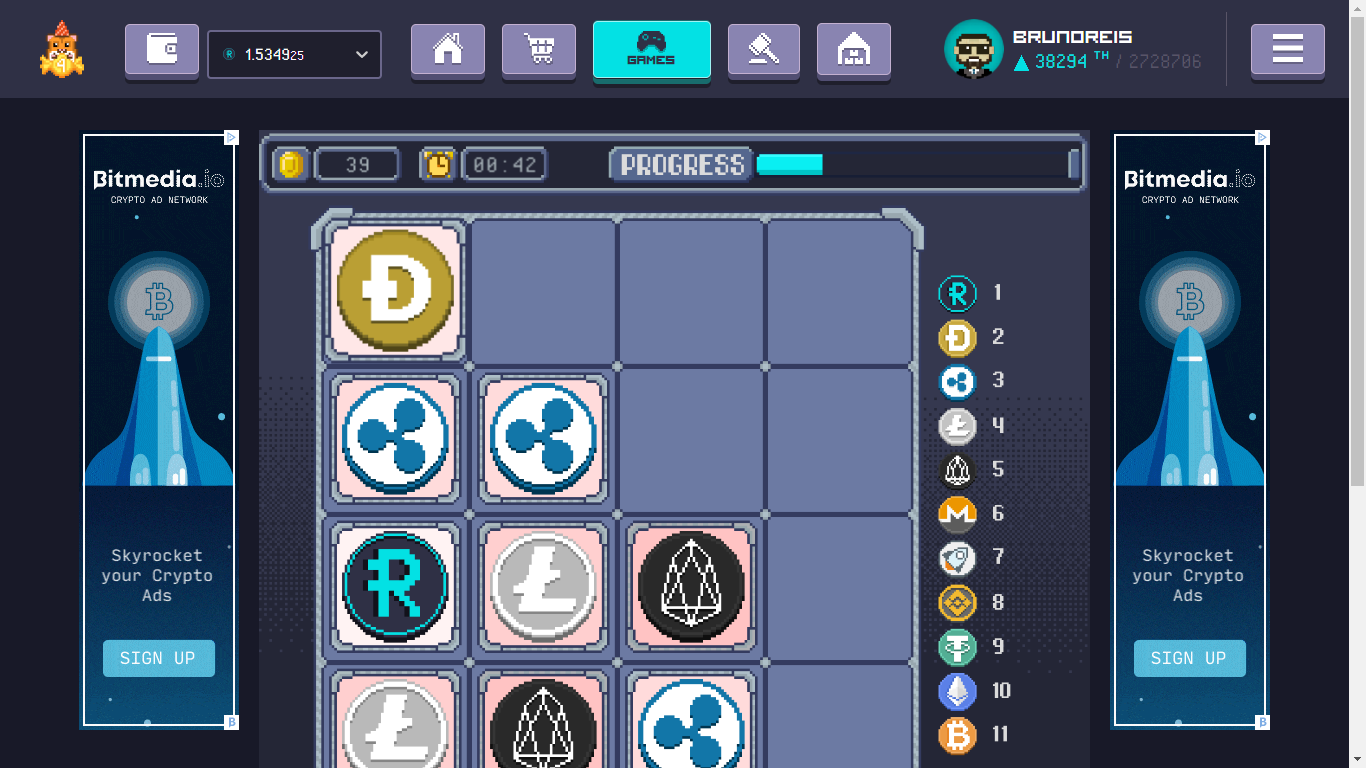 1.534925
GAMES
BRUNOREIS
38294 TH / 2728706
Bitmedia.io
CRYPTO AD NETWORK
Skyrocket
your Crypto
Ads
SIGN UP
39
00:42
PROGRESS
1
2
3
4
5
6
7
8
9
10
11
Bitmedia.io
CRYPTO AD NETWORK
Skyrocket
your Crypto
Ads
SIGN UP